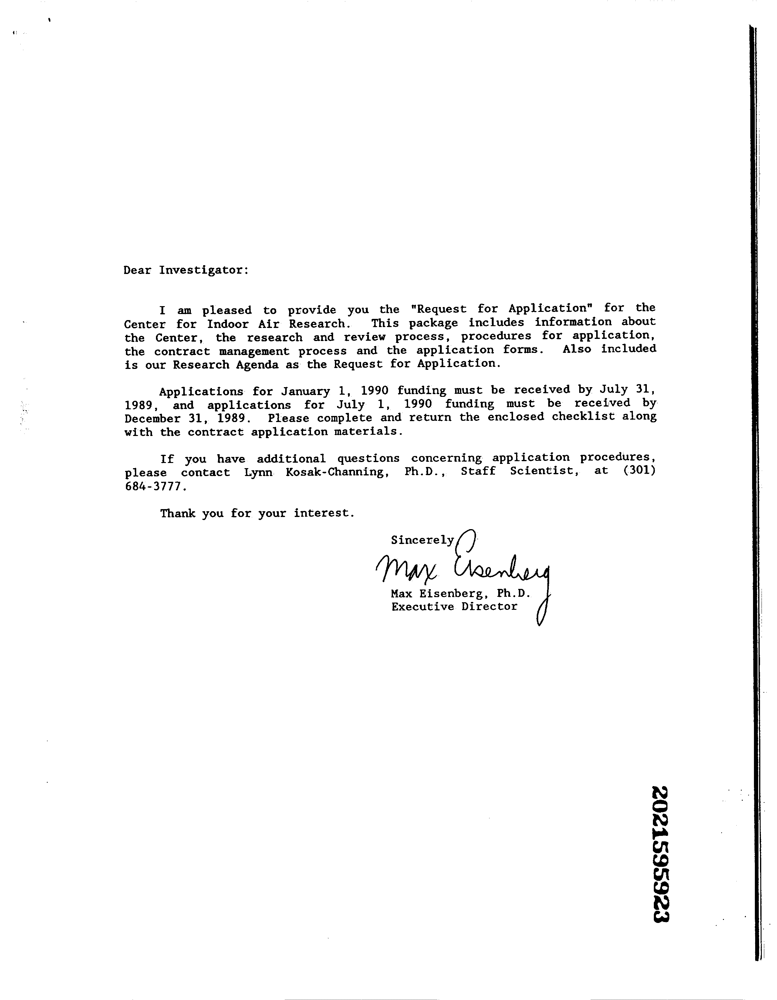 Dear Investigator:
I am pleased to provide you the "Request for Application" for the
Center for Indoor Air Research. This package includes information about
the Center, the research and review process, procedures for application,
the contract management process and the application forms. Also included
is our Research Agenda as the Request for Application.
Applications for January 1, 1990 funding must be received by July 31,
1989, and applications for July 1, 1990 funding must be received by
December 31, 1989. Please complete and return the enclosed checklist along
with the contract application materials.
If you have additional questions concerning application procedures,
please contact Lynn Kosak-Channing, Ph.D., Staff Scientist, at (301)
684-3777.
Thank you for your interest.
Sincerely,
Max Eisenberg
Max Eisenberg, Ph.D.
Executive Director
2021595923